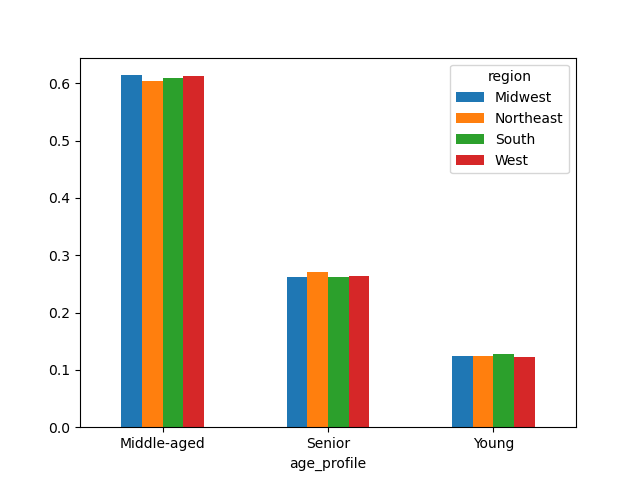 region
Midwest
Northeast
South
West
0.6
0.5
0.4
0.3
0.2
0.1
0.0
Middle-aged Senior Young
age_profile